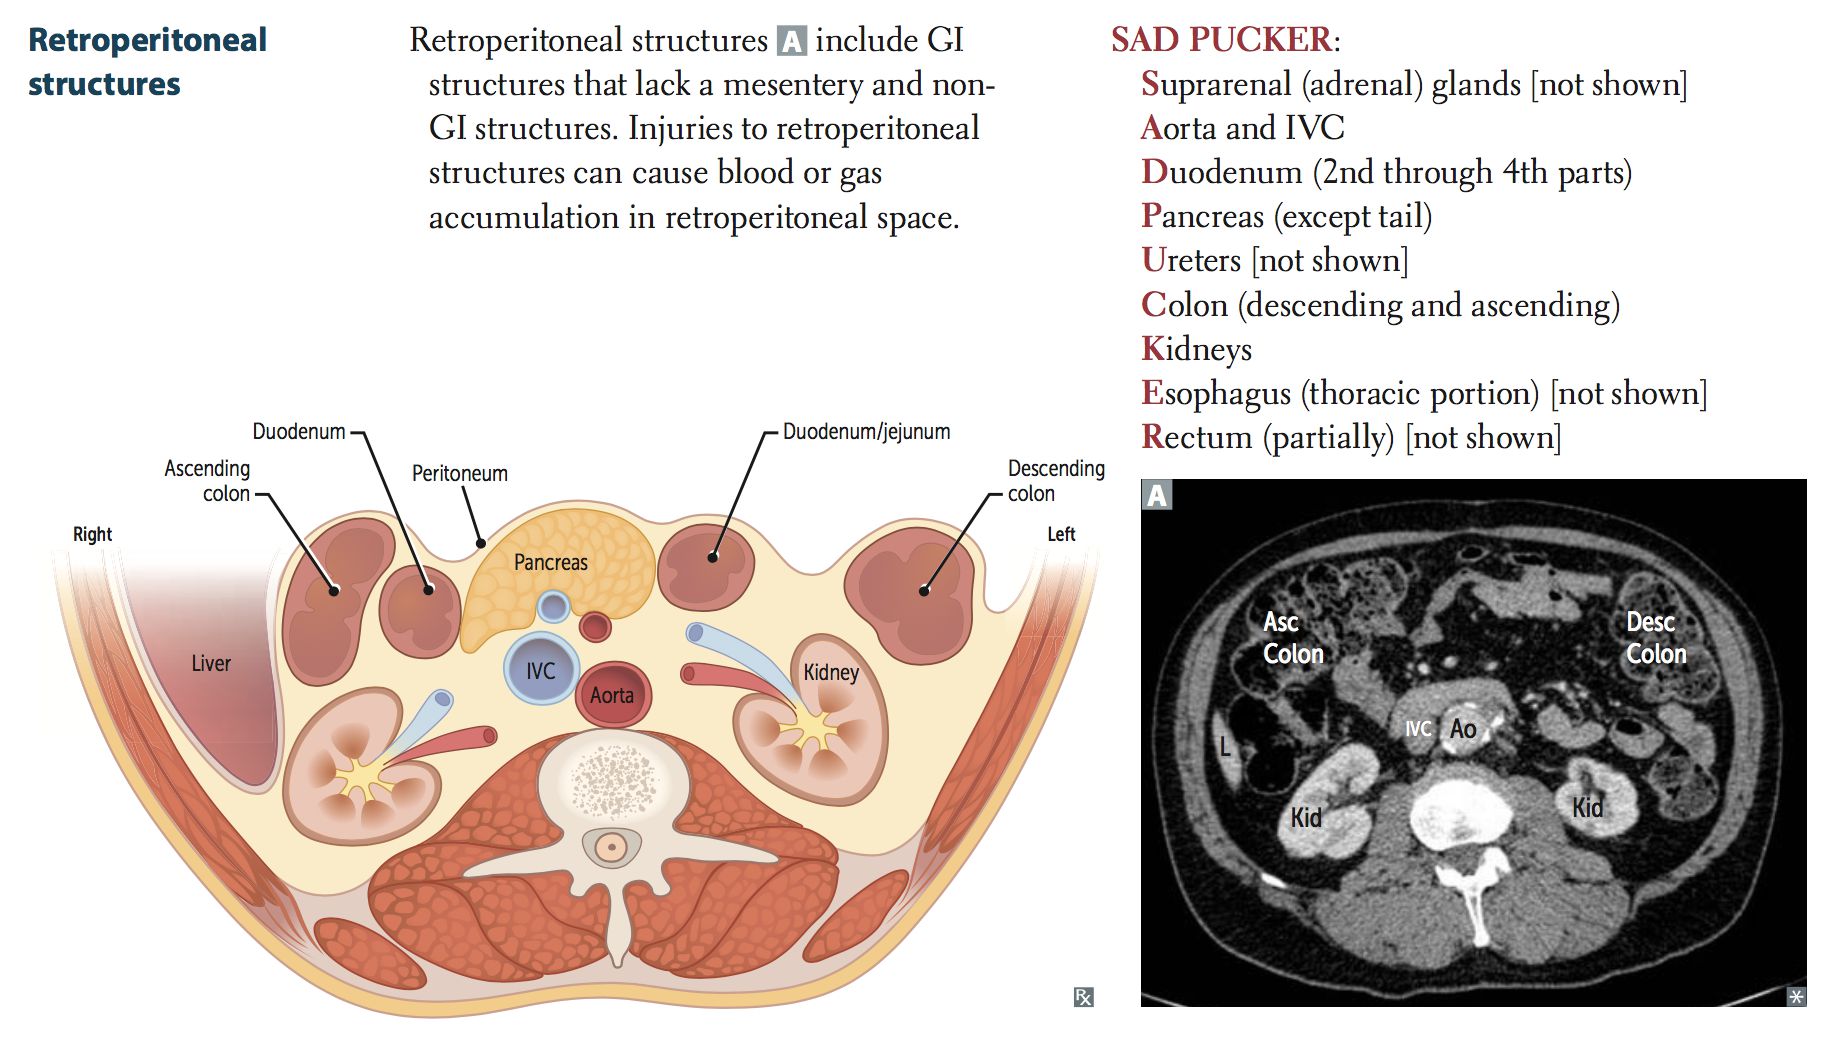 Retroperitoneal
structures
Retroperitoneal structures A include GI
structures that lack a mesentery and non-
GI structures. Injuries to retroperitoneal
structures can cause blood or gas
accumulation in retroperitoneal space.
SAD PUCKER:
Suprarenal (adrenal) glands [not shown]
Aorta and IVC
Duodenum (2nd through 4th parts)
Pancreas (except tail)
Ureters [not shown]
Colon (descending and ascending)
Kidneys
Esophagus (thoracic portion) [not shown]
Rectum (partially) [not shown]
Duodenum
Duodenum/jejunum
Ascending
colon
Peritoneum
Descending
colon
Right
Left
Pancreas
Liver
IVC
Aorta
Kidney
℞
A
Asc
Colon
Desc
Colon
IVC
Ao
L
Kid
Kid
*